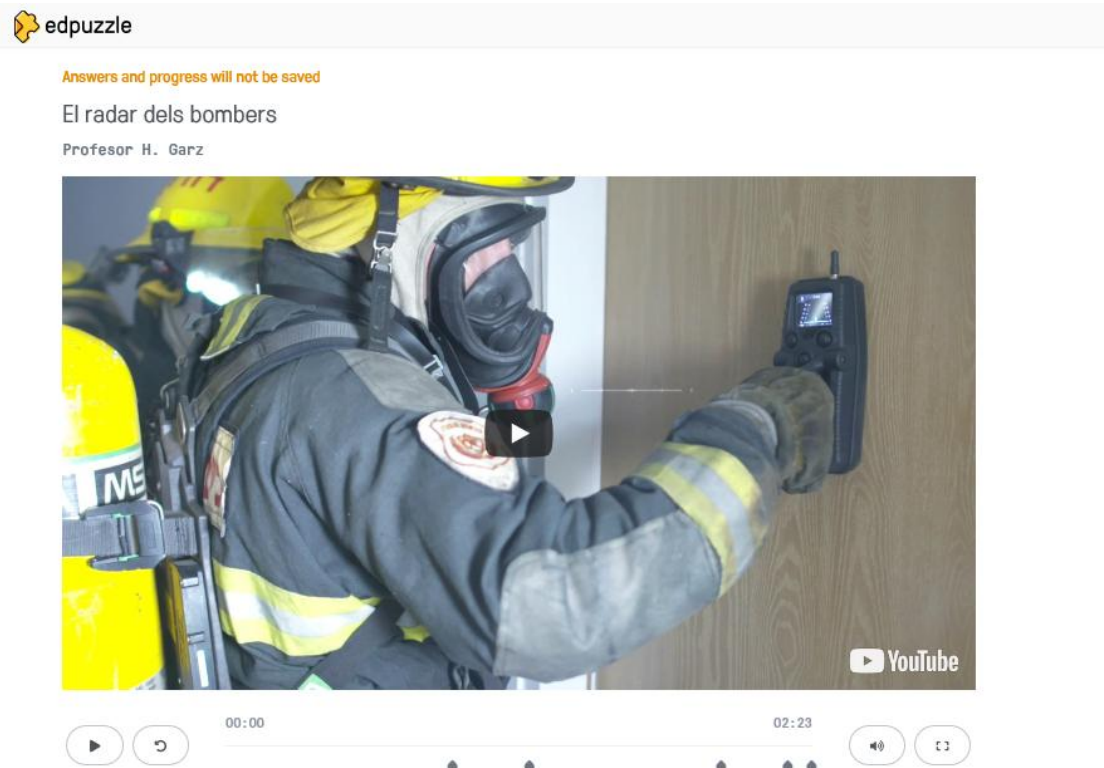 edpuzzle
Answers and progress will not be saved
El radar dels bombers
Profesor H. Garz
MS
YouTube
00:00
02:23